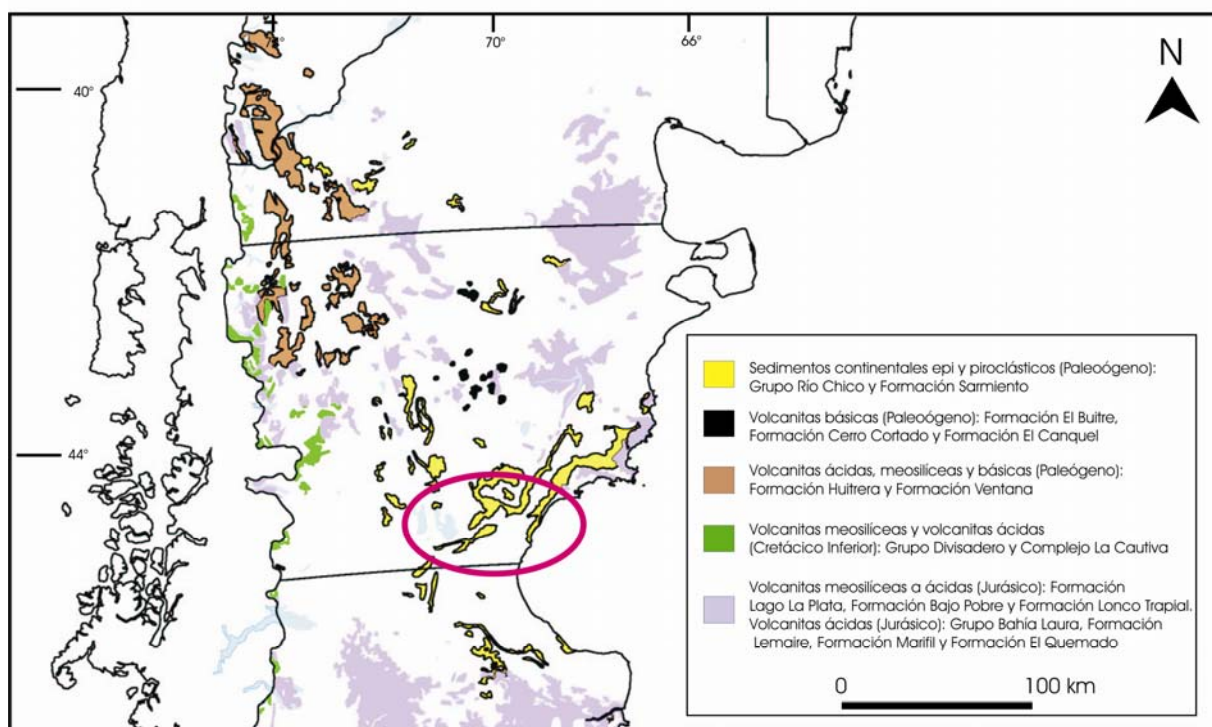 70°
66°
N
40°
44°
Sedimentos continentales epi y piroclásticos (Paleoógeno):
Grupo Río Chico y Formación Sarmiento
Volcanitas básicas (Paleoógeno): Formación El Buitre,
Formación Cerro Cortado y Formación El Canquel
Volcanitas ácidas, meosilíceas y básicas (Paleógeno):
Formación Huitrera y Formación Ventana
Volcanitas meosilíceas y volcanitas ácidas
(Cretácico Inferior): Grupo Divisadero y Complejo La Cautiva
Volcanitas meosilíceas a ácidas (Jurásico): Formación
Lago La Plata, Formación Bajo Pobre y Formación Lonco Trapial.
Volcanitas ácidas (Jurásico): Grupo Bahía Laura, Formación
Lemaire, Formación Marifil y Formación El Quemado
0
100 km